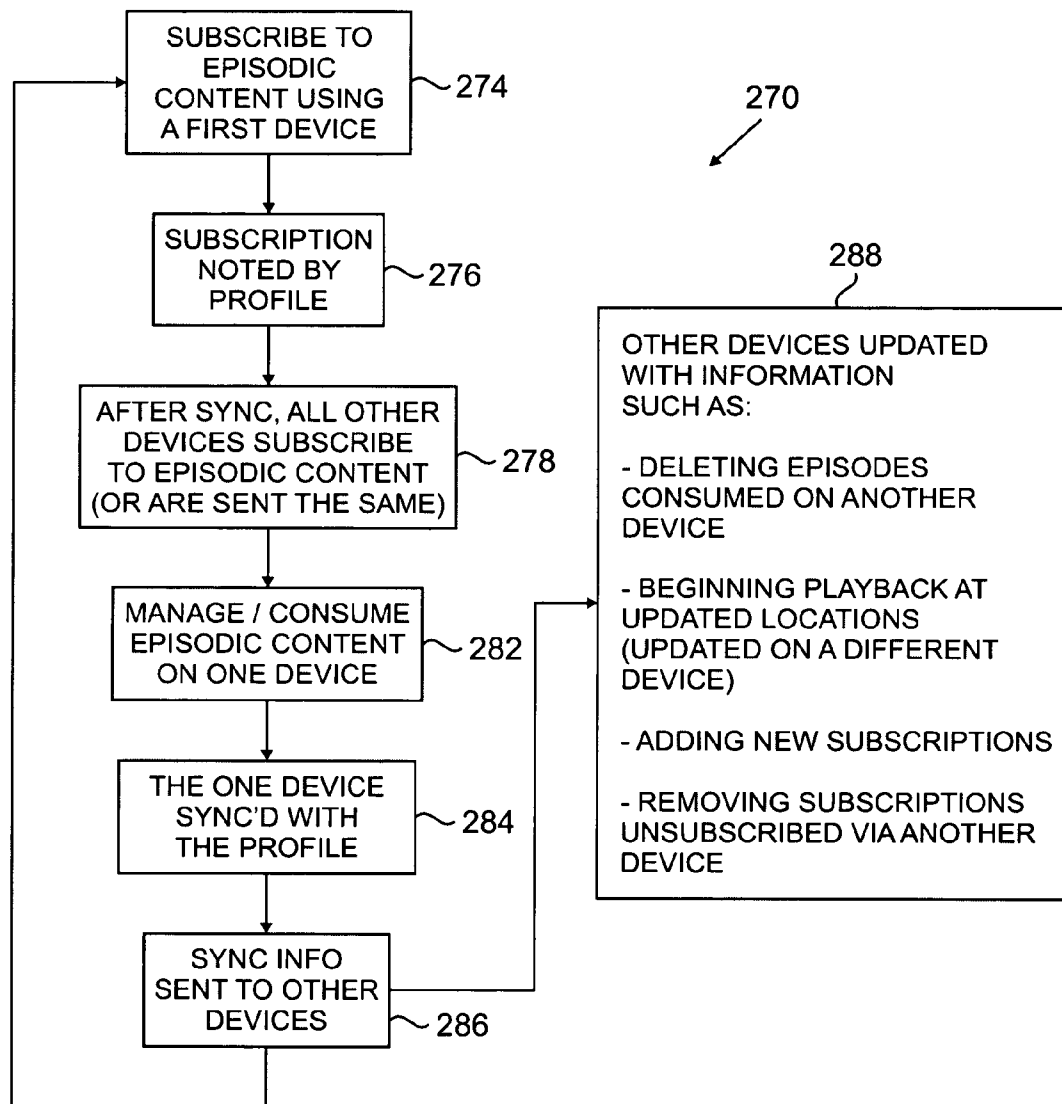 SUBSCRIBE TO
EPISODIC
CONTENT USING
A FIRST DEVICE
274
270
SUBSCRIPTION
NOTED BY
PROFILE
276
AFTER SYNC, ALL OTHER
DEVICES SUBSCRIBE
TO EPISODIC CONTENT
(OR ARE SENT THE SAME)
278
MANAGE / CONSUME
EPISODIC CONTENT
ON ONE DEVICE
282
THE ONE DEVICE
SYNC'D WITH
THE PROFILE
284
SYNC INFO
SENT TO OTHER
DEVICES
286
288
OTHER DEVICES UPDATED
WITH INFORMATION
SUCH AS:
- DELETING EPISODES
CONSUMED ON ANOTHER
DEVICE
- BEGINNING PLAYBACK AT
UPDATED LOCATIONS
(UPDATED ON A DIFFERENT
DEVICE)
- ADDING NEW SUBSCRIPTIONS
- REMOVING SUBSCRIPTIONS
UNSUBSCRIBED VIA ANOTHER
DEVICE